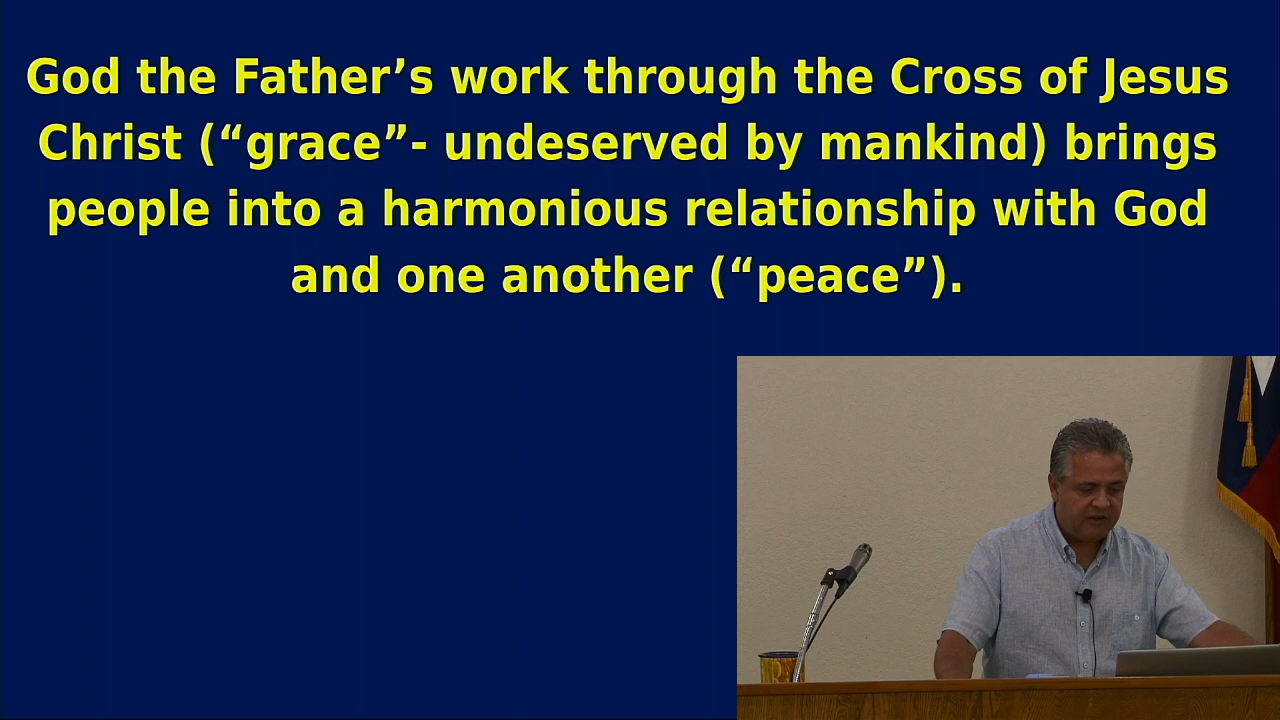 God the Father’s work through the Cross of Jesus
Christ (“grace”- undeserved by mankind) brings
people into a harmonious relationship with God
and one another (“peace”).